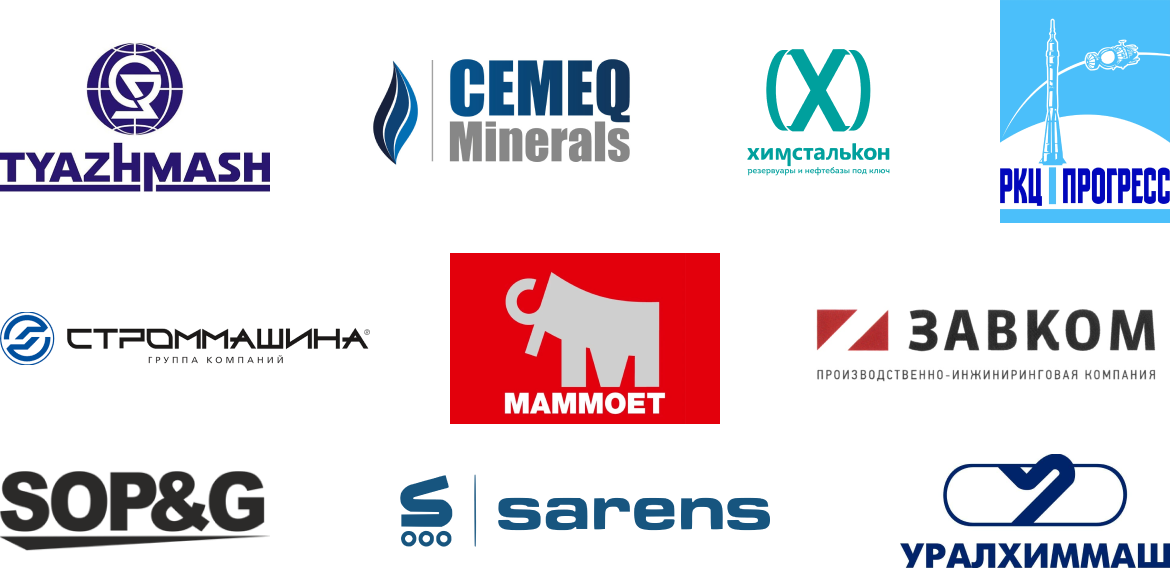 TYAZHMASH
CEMEQ
Minerals
химсталькон
резервуары и нефтебазы под ключ
РКЦ ПРОГРЕСС
СТРОММАШИНА®
ГРУППА КОМПАНИЙ
MAMMOET
ЗАВКОМ
ПРОИЗВОДСТВЕННО-ИНЖИНИРИНГОВАЯ КОМПАНИЯ
SOP&G
sarens
УРАЛХИММАШ